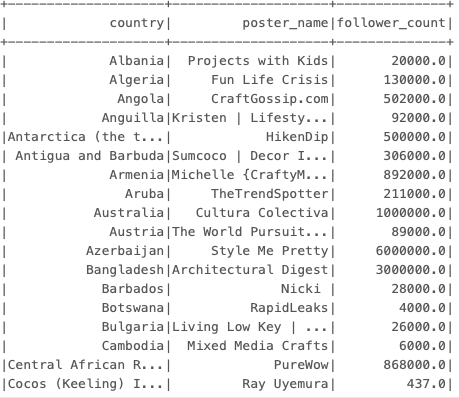 +--------------------+--------------------+--------------+
|             country|         poster_name|follower_count|
+--------------------+--------------------+--------------+
|             Albania|  Projects with Kids|       20000.0|
|             Algeria|     Fun Life Crisis|      130000.0|
|              Angola|     CraftGossip.com|      502000.0|
|            Anguilla|Kristen | Lifesty...|       92000.0|
|Antarctica (the t...|            HikenDip|      500000.0|
| Antigua and Barbuda|Sumcoco | Decor I...|      306000.0|
|             Armenia|Michelle {CraftyM...|      892000.0|
|               Aruba|     TheTrendSpotter|      211000.0|
|           Australia|   Cultura Colectiva|     1000000.0|
|             Austria|The World Pursuit...|       89000.0|
|          Azerbaijan|     Style Me Pretty|     6000000.0|
|          Bangladesh|Architectural Digest|     3000000.0|
|            Barbados|              Nicki |       28000.0|
|            Botswana|          RapidLeaks|        4000.0|
|            Bulgaria|Living Low Key | ...|       26000.0|
|            Cambodia|  Mixed Media Crafts|        6000.0|
|Central African R...|             PureWow|      868000.0|
|Cocos (Keeling) I...|         Ray Uyemura|         437.0|